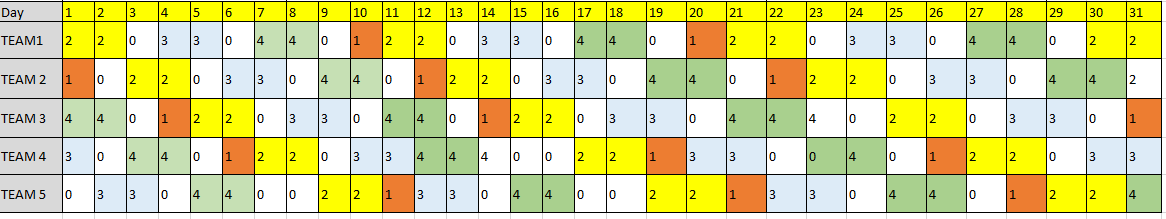 Day 1 2 3 4 5 6 7 8 9 10 11 12 13 14 15 16 17 18 19 20 21 22 23 24 25 26 27 28 29 30 31
TEAM1 2 2 0 3 3 0 4 4 0 1 2 2 0 3 3 0 4 4 0 1 2 2 0 3 3 0 4 4 0 2 2
TEAM 2 1 0 2 2 0 3 3 0 4 4 0 1 2 2 0 3 3 0 4 4 0 1 2 2 0 3 3 0 4 4 2
TEAM 3 4 4 0 1 2 2 0 3 3 0 4 4 0 1 2 2 0 3 3 0 4 4 4 0 2 2 0 3 3 0 1
TEAM 4 3 0 4 4 0 1 2 2 0 3 3 4 4 4 0 0 2 2 1 3 3 0 0 4 0 1 2 2 0 3 3
TEAM 5 0 3 3 0 4 4 0 0 2 2 1 3 3 0 4 4 0 0 2 2 1 3 3 0 4 4 0 1 2 2 4